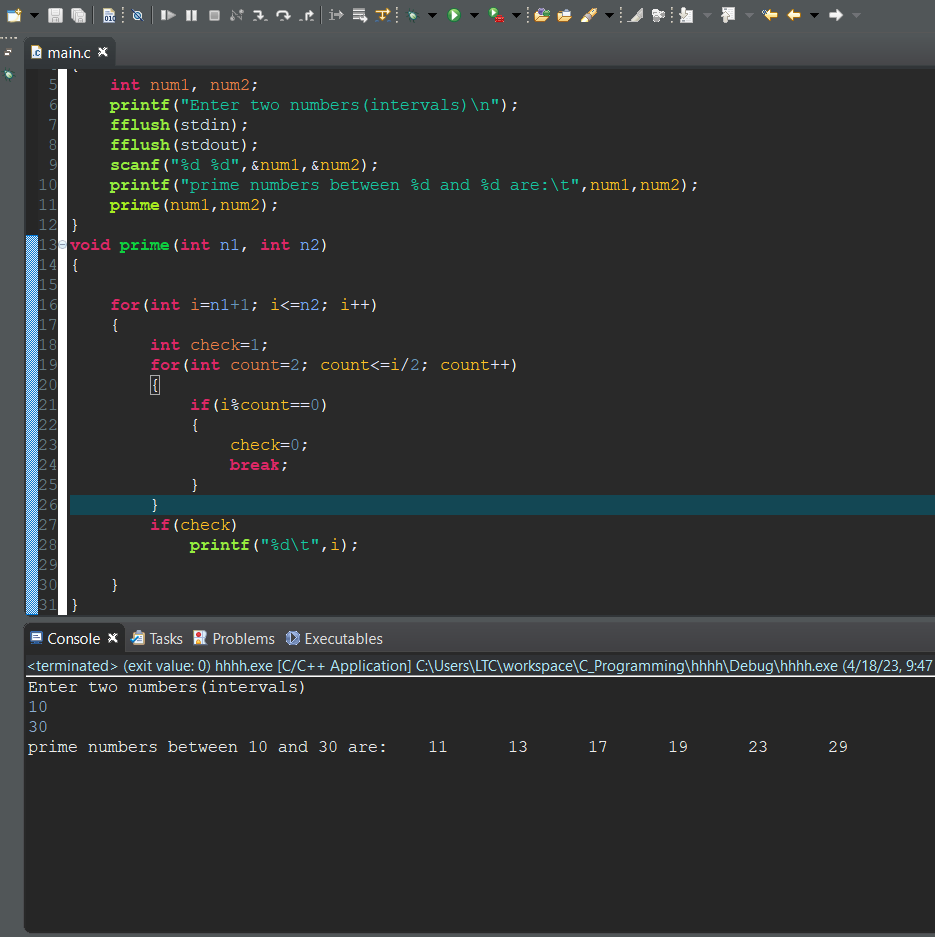 main.c
5 int num1, num2;
6 printf("Enter two numbers(intervals)\n");
7 fflush(stdin);
8 fflush(stdout);
9 scanf("%d %d",&num1,&num2);
10 printf("prime numbers between %d and %d are:\t",num1,num2);
11 prime(num1,num2);
12 }
13 void prime(int n1, int n2)
14 {
15
16 for(int i=n1+1; i<=n2; i++)
17 {
18 int check=1;
19 for(int count=2; count<=i/2; count++)
20 {
21 if(i%count==0)
22 {
23 check=0;
24 break;
25 }
26 }
27 if(check)
28 printf("%d\t",i);
29
30 }
31 }
Console Tasks Problems Executables
<terminated> (exit value: 0) hhhh.exe [C/C++ Application] C:\Users\LTC\workspace\C_Programming\hhhh\Debug\hhhh.exe (4/18/23, 9:47
Enter two numbers(intervals)
10
30
prime numbers between 10 and 30 are: 11 13 17 19 23 29